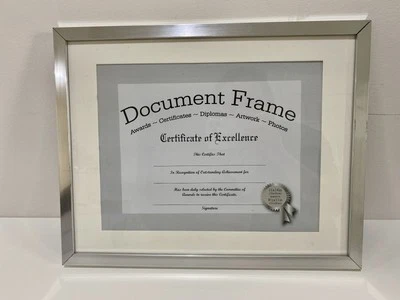 Document Frame
Awards — Certificates — Diplomas — Artwork — Photos
Certificate of Excellence
This Certifies That
In Recognition of Outstanding Achievement for
Has been duly selected by the Committee of
Awards to receive this Certificate.
Signature